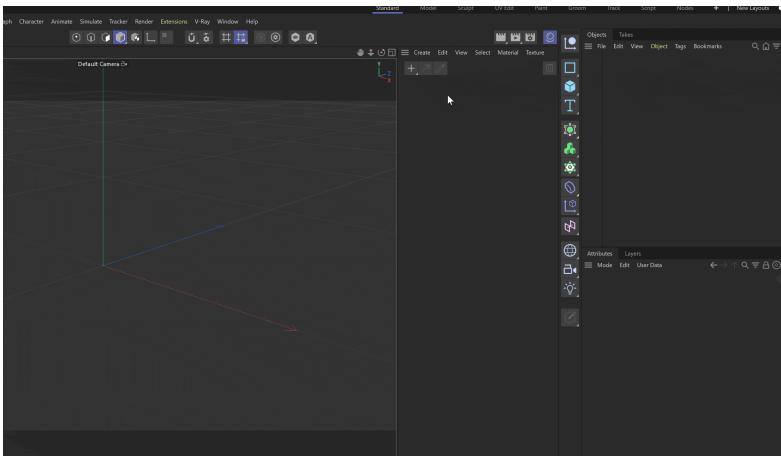 Standard Model Sculpt UV Edit Paint Groom Track Script Nodes + New Layouts
aph Character Animate Simulate Tracker Render Extensions V-Ray Window Help
Objects Takes
Create Edit View Select Material Texture
File Edit View Object Tags Bookmarks
Default Camera
Y
Z
X
Attributes Layers
Mode Edit User Data